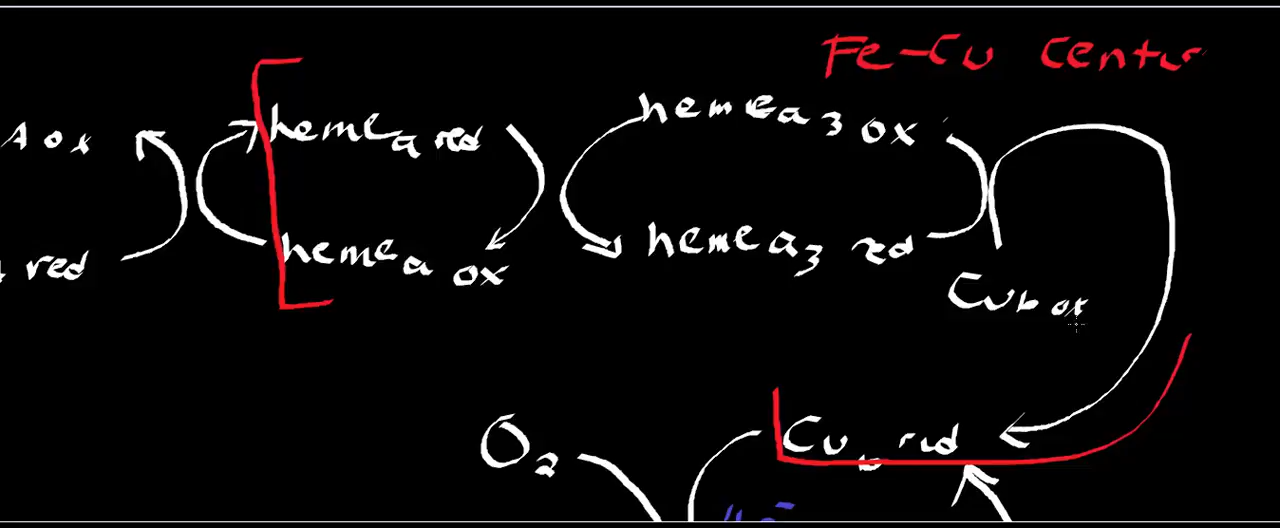 Fe-Cu Center
A ox heme a red heme a3 ox
red heme a ox heme a3 red
Cub ox
O2 Cub red
4e-